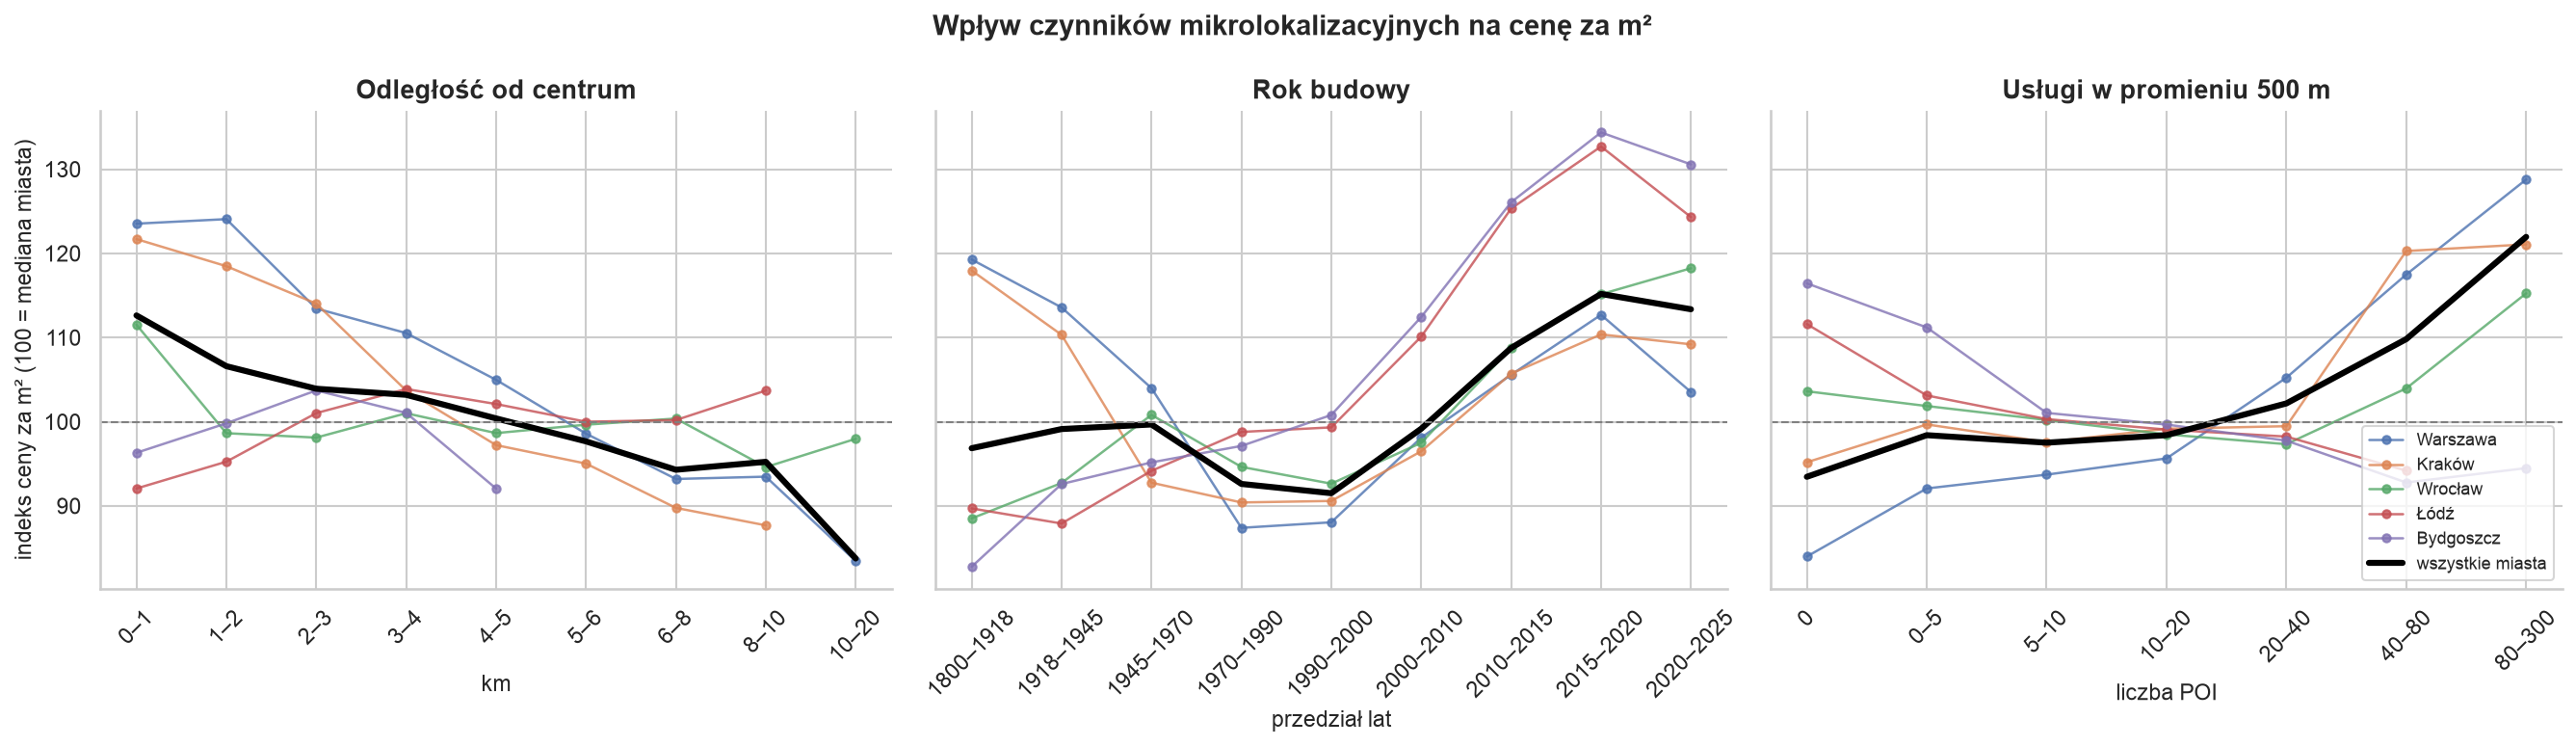 Wpływ czynników mikrolokalizacyjnych na cenę za m²
Odległość od centrum
indeks ceny za m² (100 = mediana miasta)
130
120
110
100
90
0–1
1–2
2–3
3–4
4–5
5–6
6–8
8–10
10–20
km
Rok budowy
1800–1918
1918–1945
1945–1970
1970–1990
1990–2000
2000–2010
2010–2015
2015–2020
2020–2025
przedział lat
Usługi w promieniu 500 m
0
0–5
5–10
10–20
20–40
40–80
80–300
liczba POI
Warszawa
Kraków
Wrocław
Łódź
Bydgoszcz
wszystkie miasta